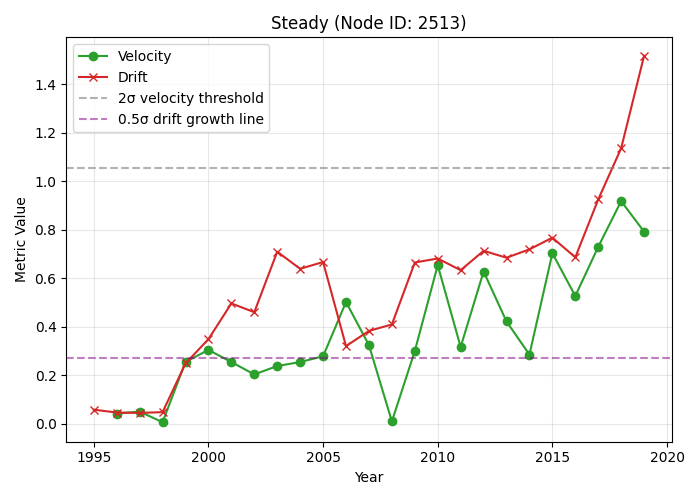 Steady (Node ID: 2513)
Velocity
Drift
2σ velocity threshold
0.5σ drift growth line
Metric Value
1.4
1.2
1.0
0.8
0.6
0.4
0.2
0.0
1995 2000 2005 2010 2015 2020
Year